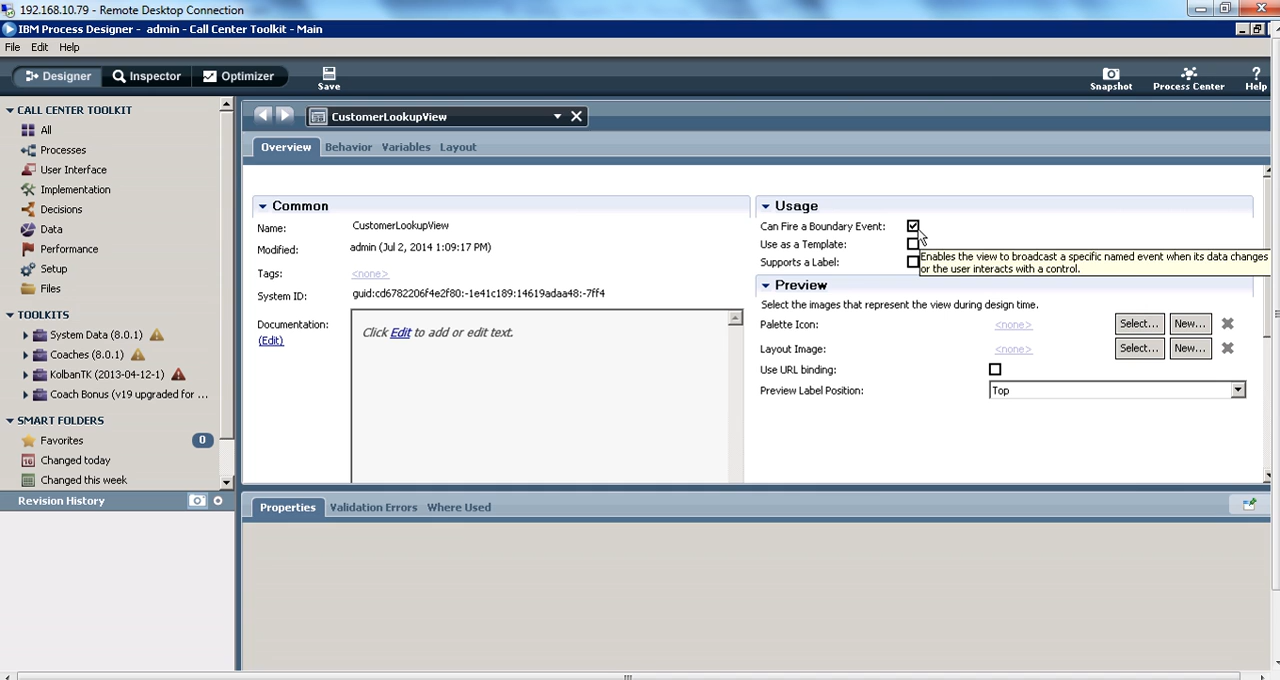 192.168.10.79 - Remote Desktop Connection
IBM Process Designer - admin - Call Center Toolkit - Main
File Edit Help
Designer Inspector Optimizer Save Snapshot Process Center Help
CALL CENTER TOOLKIT
All
Processes
User Interface
Implementation
Decisions
Data
Performance
Setup
Files
TOOLKITS
System Data (8.0.1)
Coaches (8.0.1)
KolbanTK (2013-04-12-1)
Coach Bonus (v19 upgraded for ...
SMART FOLDERS
Favorites 0
Changed today
Changed this week
Revision History
CustomerLookupView
Overview Behavior Variables Layout
Common
Name: CustomerLookupView
Modified: admin (Jul 2, 2014 1:09:17 PM)
Tags: <none>
System ID: guid:cd6782206f4e2f80:-1e41c189:14619adaa48:-7ff4
Documentation:
(Edit)
Click Edit to add or edit text.
Usage
Can Fire a Boundary Event:
Use as a Template:
Supports a Label:
Enables the view to broadcast a specific named event when its data changes
or the user interacts with a control.
Preview
Select the images that represent the view during design time.
Palette Icon: <none> Select... New...
Layout Image: <none> Select... New...
Use URL binding:
Preview Label Position: Top
Properties Validation Errors Where Used